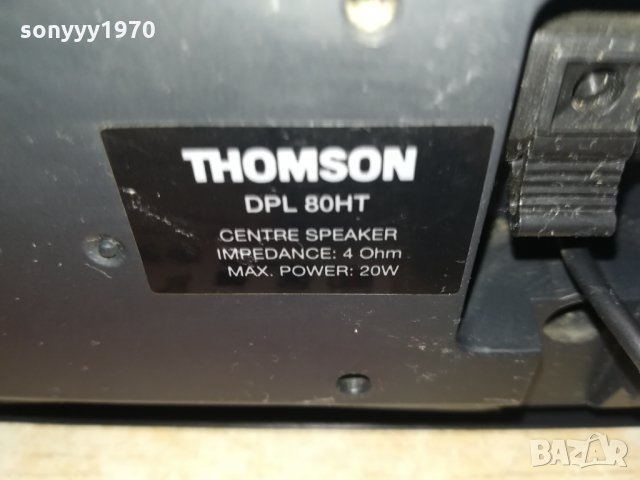 sonyyy1970
THOMSON
DPL 80HT
CENTRE SPEAKER
IMPEDANCE: 4 Ohm
MAX. POWER: 20W
BAZAR